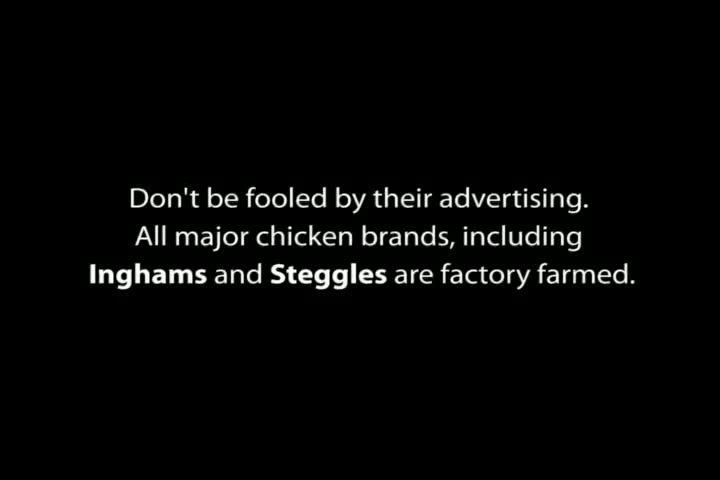 Don't be fooled by their advertising.
All major chicken brands, including
Inghams and Steggles are factory farmed.